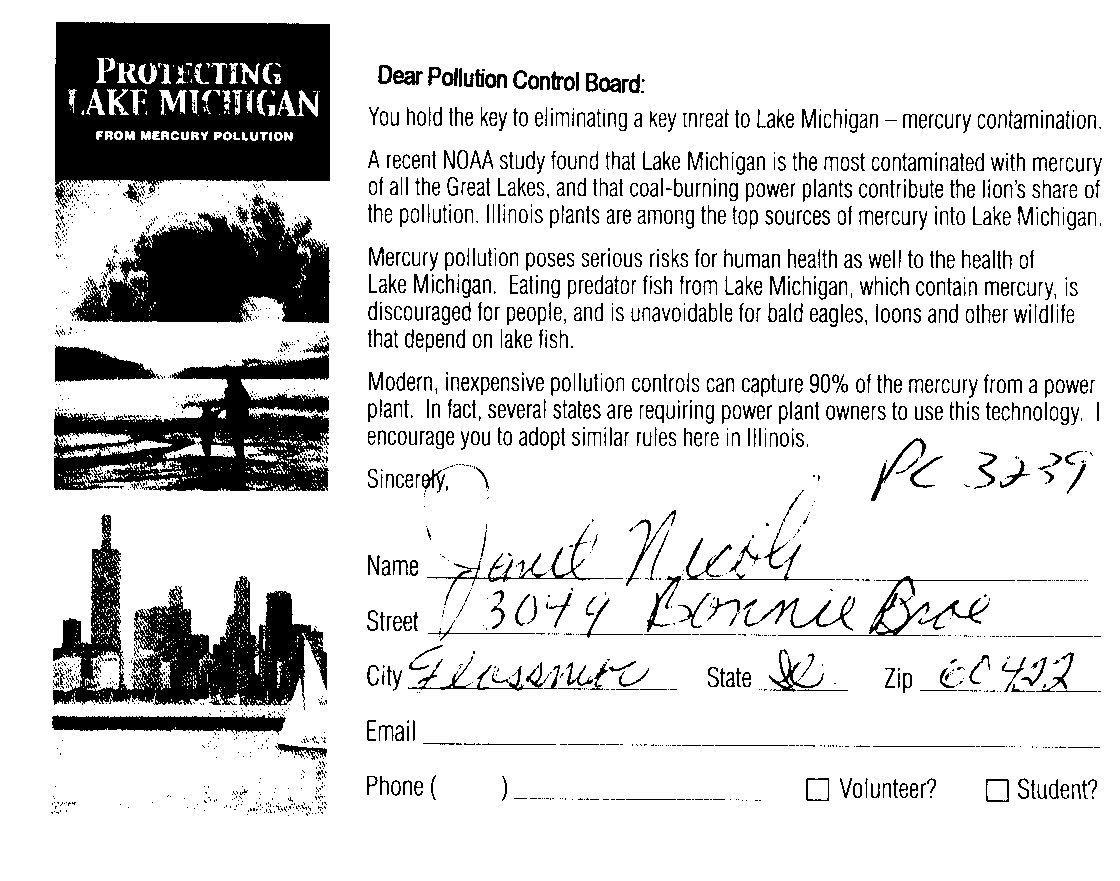 PROTECTING
LAKE MICHIGAN
FROM MERCURY POLLUTION
Dear Pollution Control Board:
You hold the key to eliminating a key threat to Lake Michigan – mercury contamination.
A recent NOAA study found that Lake Michigan is the most contaminated with mercury
of all the Great Lakes, and that coal-burning power plants contribute the lion's share of
the pollution. Illinois plants are among the top sources of mercury into Lake Michigan.
Mercury pollution poses serious risks for human health as well to the health of
Lake Michigan. Eating predator fish from Lake Michigan, which contain mercury, is
discouraged for people, and is unavoidable for bald eagles, loons and other wildlife
that depend on lake fish.
Modern, inexpensive pollution controls can capture 90% of the mercury from a power
plant. In fact, several states are requiring power plant owners to use this technology. I
encourage you to adopt similar rules here in Illinois.
Sincerely,
PC 3239
Name Janet
Street 3049 Bonnie Brae
City Flossmoor State IL Zip 60422
Email
Phone ( )
Volunteer? Student?